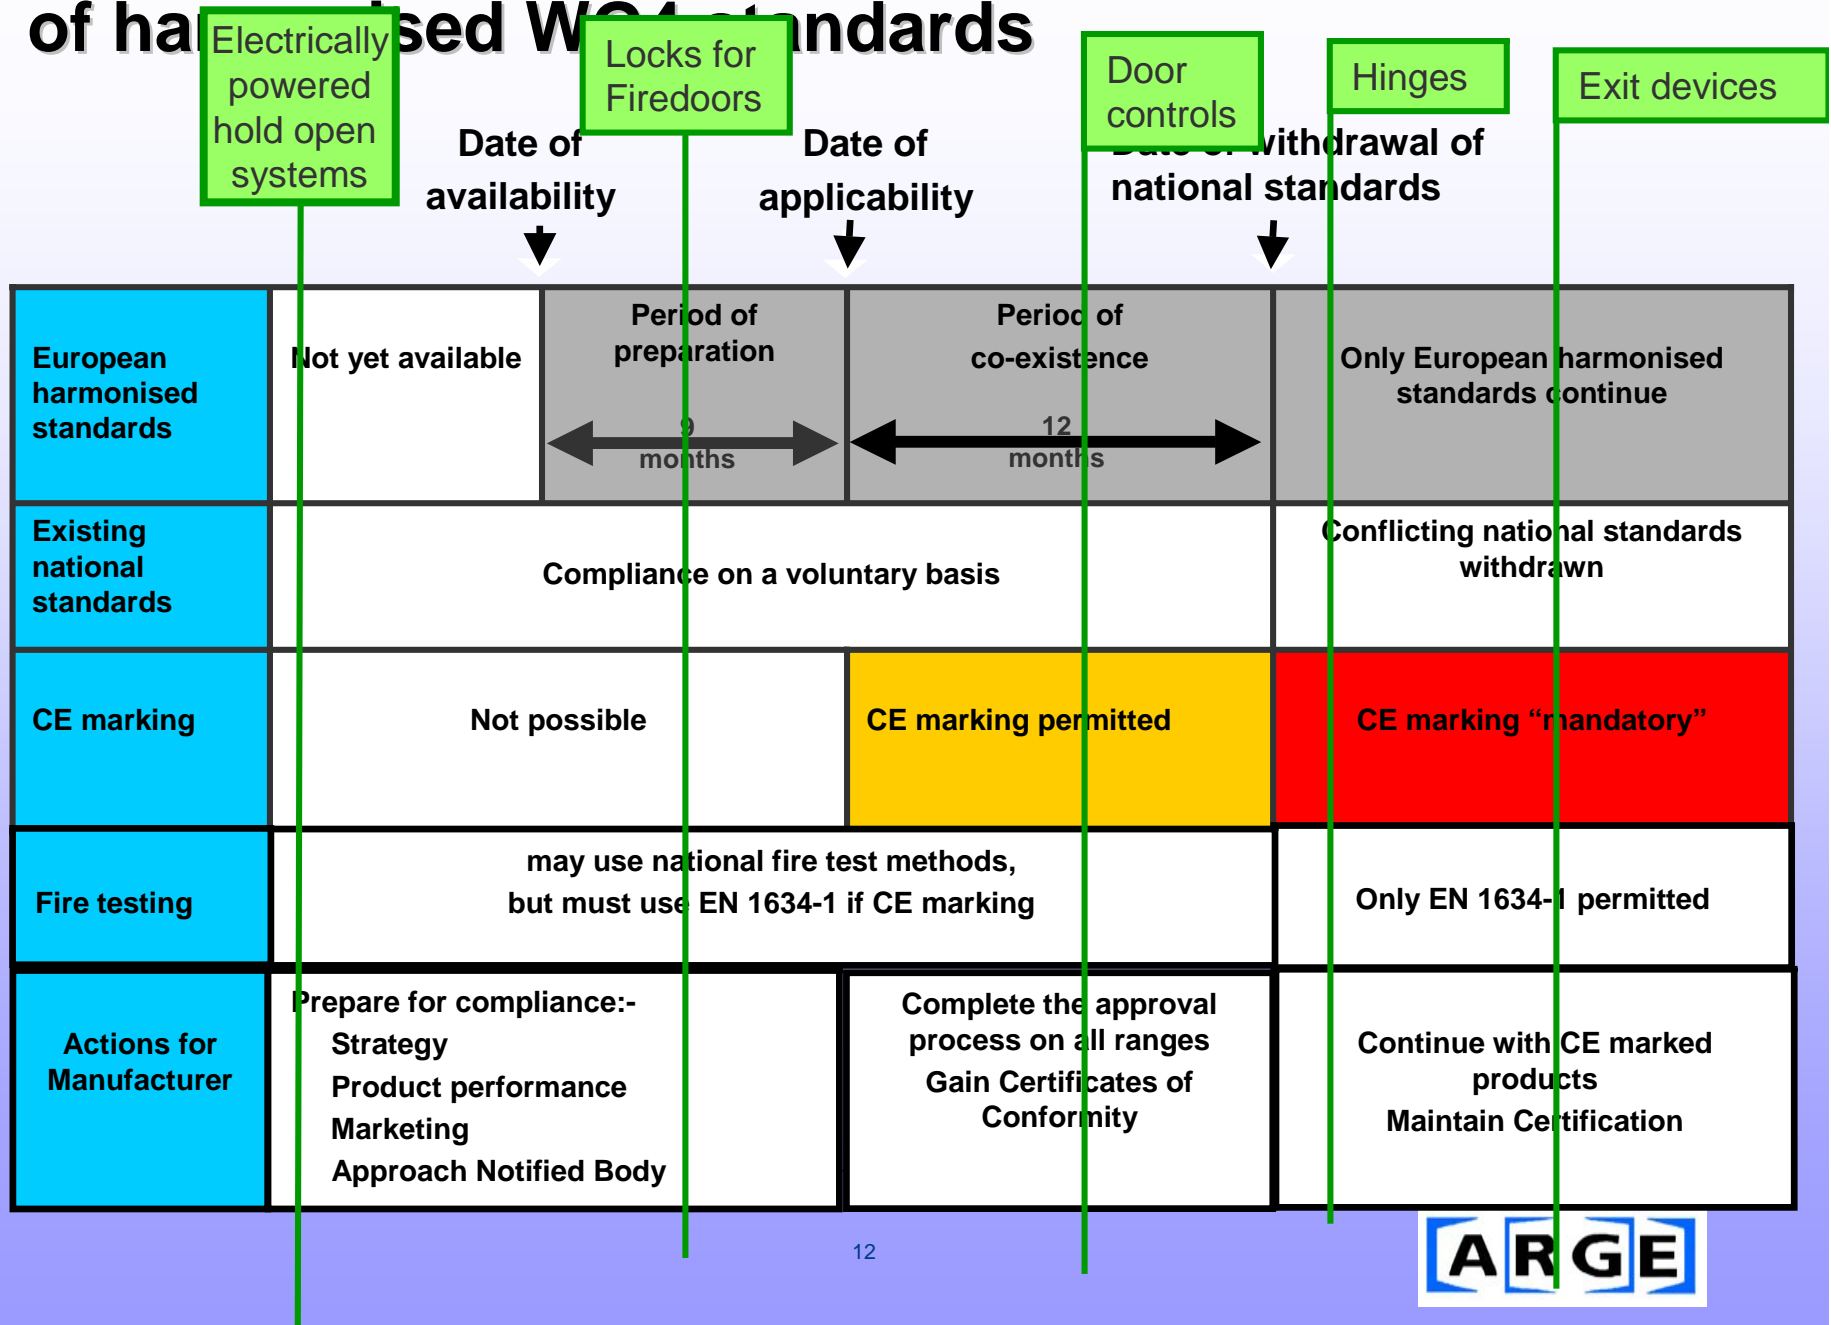 of harmonised WG4 standards
Electrically
powered
hold open
systems
Locks for
Firedoors
Door
controls
Hinges
Exit devices
Date of
availability
Date of
applicability
Date of withdrawal of
national standards
European
harmonised
standards
Not yet available
Period of
preparation
9
months
Period of
co-existence
12
months
Only European harmonised
standards continue
Existing
national
standards
Compliance on a voluntary basis
Conflicting national standards
withdrawn
CE marking
Not possible
CE marking permitted
CE marking “mandatory”
Fire testing
may use national fire test methods,
but must use EN 1634-1 if CE marking
Only EN 1634-1 permitted
Actions for
Manufacturer
Prepare for compliance:-
Strategy
Product performance
Marketing
Approach Notified Body
Complete the approval
process on all ranges
Gain Certificates of
Conformity
Continue with CE marked
products
Maintain Certification
12
ARGE